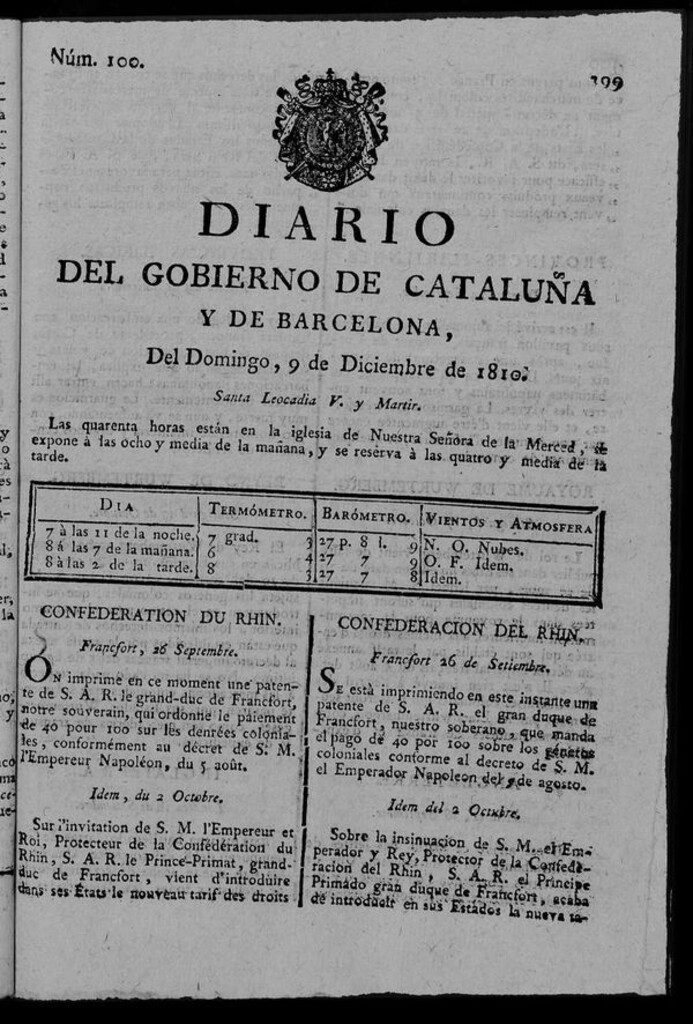 Núm. 100.
399
DIARIO
DEL GOBIERNO DE CATALUÑA
Y DE BARCELONA,
Del Domingo, 9 de Diciembre de 1810.
Santa Leocadia V. y Martir.
Las quarenta horas están en la iglesia de Nuestra Señora de la Merced, se
expone à las ocho y media de la mañana, y se reserva à las quatro y media de la
tarde.
DIA TERMÓMETRO. BARÓMETRO. VIENTOS Y ATMOSFERA
7 à las 11 de la noche. 7 grad. 3 27 p. 8 l. 9 N. O. Nubes.
8 à las 7 de la mañana. 6 4 27 7 9 O. F. Idem.
8 à las 2 de la tarde. 8 3 27 7 8 Idem.
CONFEDERATION DU RHIN.
Francfort, 26 Septembre.
ON imprime en ce moment une paten-
te de S. A. R. le grand-duc de Francfort,
notre souverain, qui ordonne le paiement
de 40 pour 100 sur les denrées colonia-
les, conformément au décret de S. M.
l'Empereur Napoléon, du 5 août.
Idem, du 2 Octobre.
Sur l'invitation de S. M. l'Empereur et
Roi, Protecteur de la Confédération du
Rhin, S. A. R. le Prince-Primat, grand-
duc de Francfort, vient d'introduire
dans ses États le nouveau tarif des droits
CONFEDERACION DEL RHIN.
Francfort 26 de Setiembre.
SE está imprimiendo en este instante una
patente de S. A. R. el gran duque de
Francfort, nuestro soberano, que manda
el pago de 40 por 100 sobre los géneros
coloniales conforme al decreto de S. M.
el Emperador Napoleon del 5 de agosto.
Idem del 2 Octubre.
Sobre la insinuacion de S. M. el Em-
perador y Rey, Protector de la Confede-
racion del Rhin, S. A. R. el Principe
Primado gran duque de Francfort, acaba
de introducir en sus Estados la nueva ta-